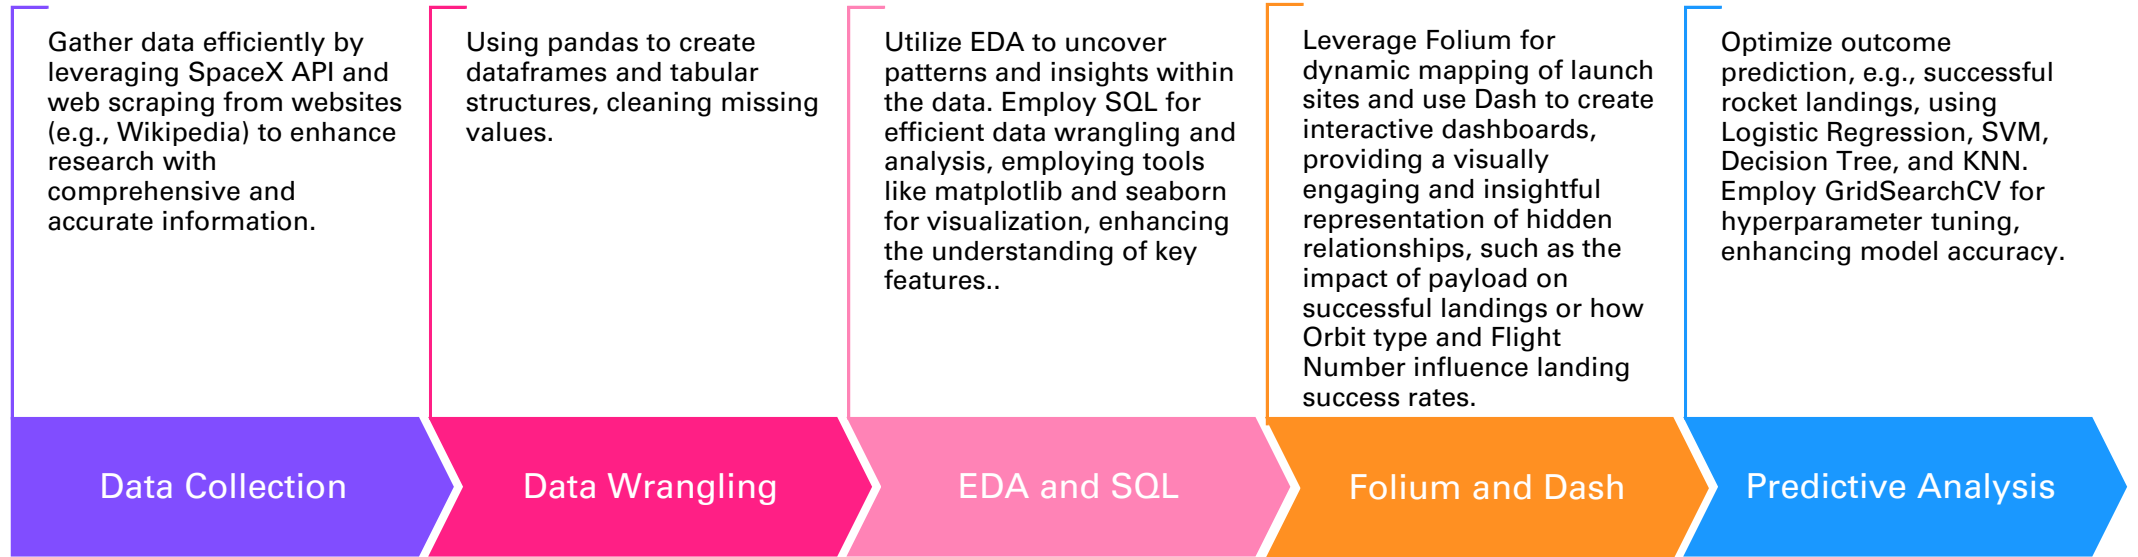 Gather data efficiently by
leveraging SpaceX API and
web scraping from websites
(e.g., Wikipedia) to enhance
research with
comprehensive and
accurate information.
Data Collection
Using pandas to create
dataframes and tabular
structures, cleaning missing
values.
Data Wrangling
Utilize EDA to uncover
patterns and insights within
the data. Employ SQL for
efficient data wrangling and
analysis, employing tools
like matplotlib and seaborn
for visualization, enhancing
the understanding of key
features..
EDA and SQL
Leverage Folium for
dynamic mapping of launch
sites and use Dash to create
interactive dashboards,
providing a visually
engaging and insightful
representation of hidden
relationships, such as the
impact of payload on
successful landings or how
Orbit type and Flight
Number influence landing
success rates.
Folium and Dash
Optimize outcome
prediction, e.g., successful
rocket landings, using
Logistic Regression, SVM,
Decision Tree, and KNN.
Employ GridSearchCV for
hyperparameter tuning,
enhancing model accuracy.
Predictive Analysis